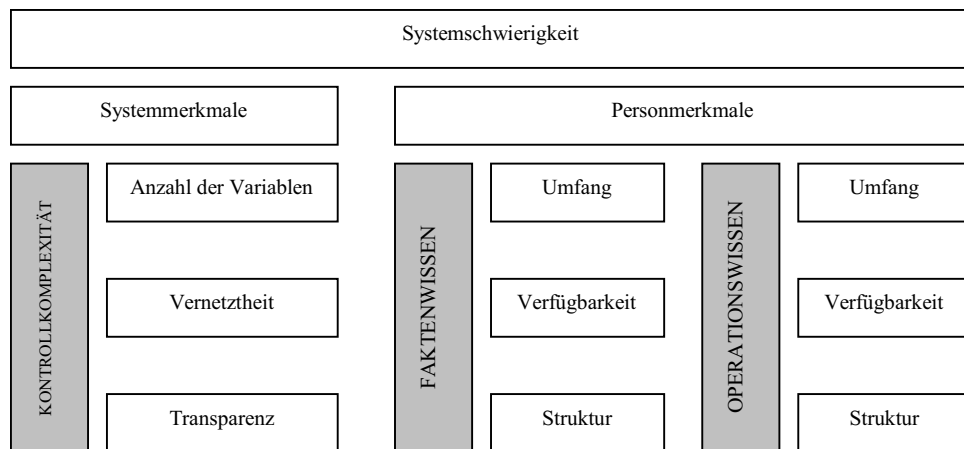 Systemschwierigkeit
Systemmerkmale
Personmerkmale
KONTROLLKOMPLEXITÄT
Anzahl der Variablen
Vernetztheit
Transparenz
FAKTENWISSEN
Umfang
Verfügbarkeit
Struktur
OPERATIONSWISSEN
Umfang
Verfügbarkeit
Struktur